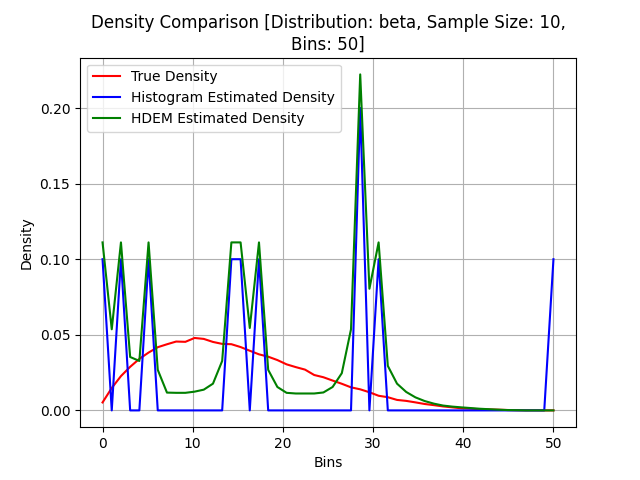 Density Comparison [Distribution: beta, Sample Size: 10,
Bins: 50]
True Density
Histogram Estimated Density
HDEM Estimated Density
Density
0.20
0.15
0.10
0.05
0.00
0 10 20 30 40 50
Bins